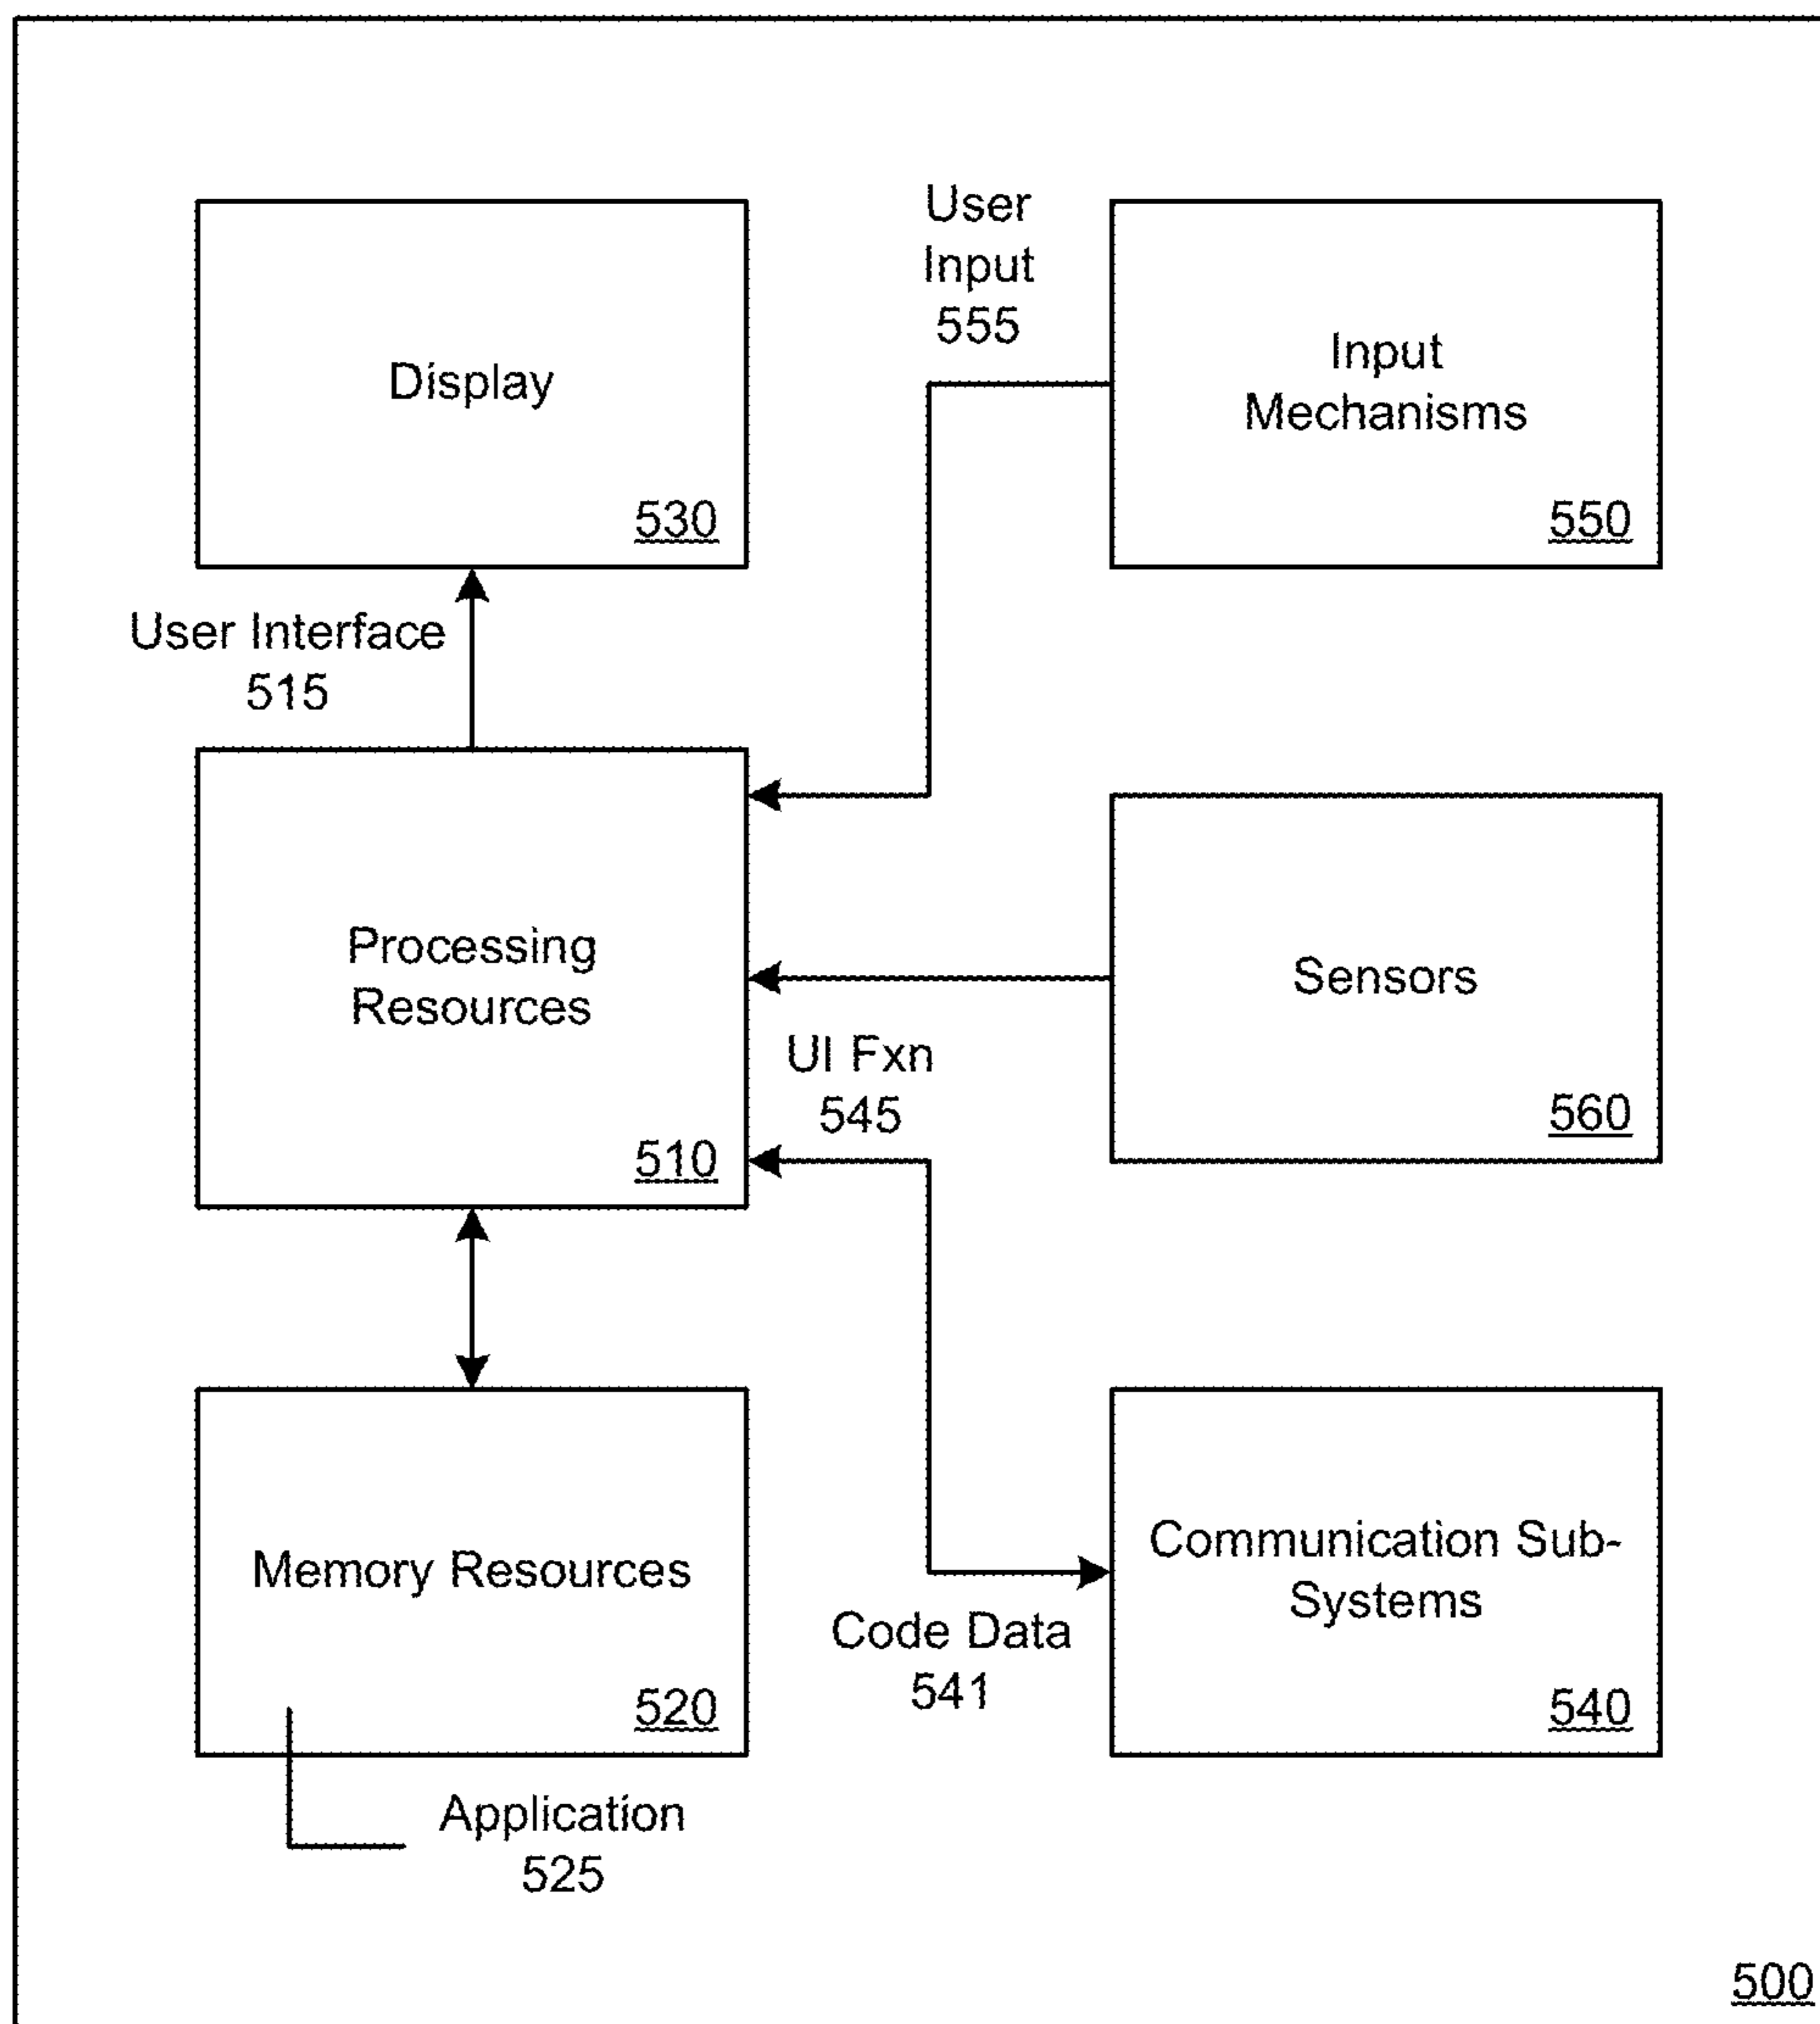 User
Input
555
Display
530
Input
Mechanisms
550
User Interface
515
Processing
Resources
510
Sensors
560
UI Fxn
545
Memory Resources
520
Communication Sub-
Systems
540
Code Data
541
Application
525
500